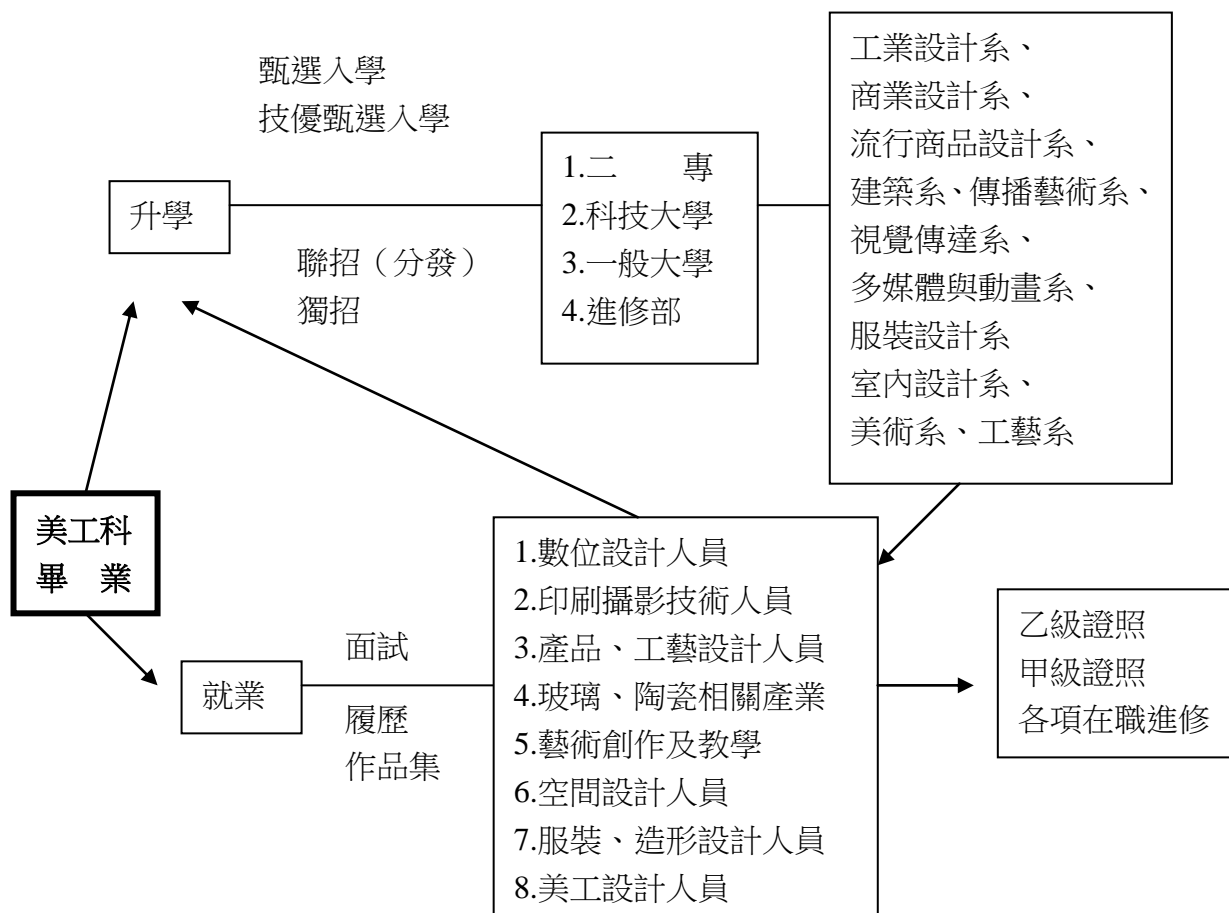 甄選入學
技優甄選入學
升學
聯招（分發）
獨招
1.二　　專
2.科技大學
3.一般大學
4.進修部
工業設計系、
商業設計系、
流行商品設計系、
建築系、傳播藝術系、
視覺傳達系、
多媒體與動畫系、
服裝設計系
室內設計系、
美術系、工藝系
美工科
畢　業
就業
面試
履歷
作品集
1.數位設計人員
2.印刷攝影技術人員
3.產品、工藝設計人員
4.玻璃、陶瓷相關產業
5.藝術創作及教學
6.空間設計人員
7.服裝、造形設計人員
8.美工設計人員
乙級證照
甲級證照
各項在職進修